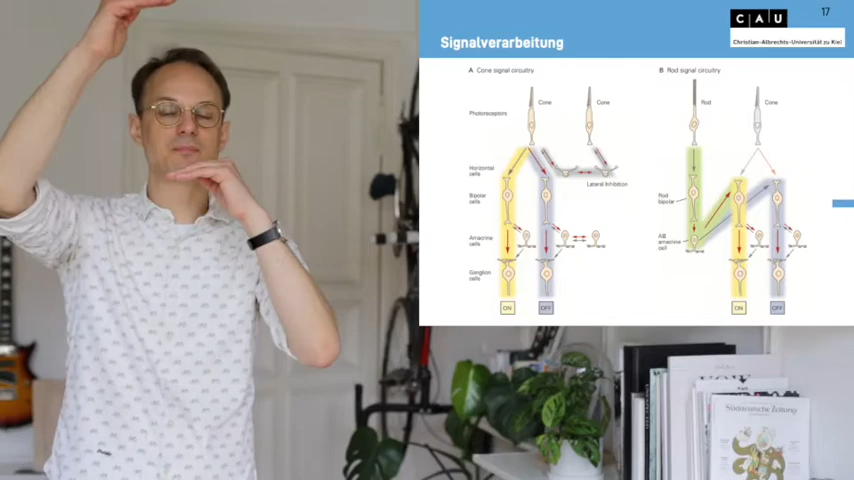 C A U
17
Christian-Albrechts-Universität zu Kiel
Signalverarbeitung
A Cone signal circuitry
Photoreceptors
Cone
Cone
Horizontal
cells
Lateral Inhibition
Bipolar
cells
Amacrine
cells
Ganglion
cells
ON
OFF
B Rod signal circuitry
Rod
Cone
Rod
bipolar
AII
amacrine
cell
ON
OFF
Süddeutsche Zeitung